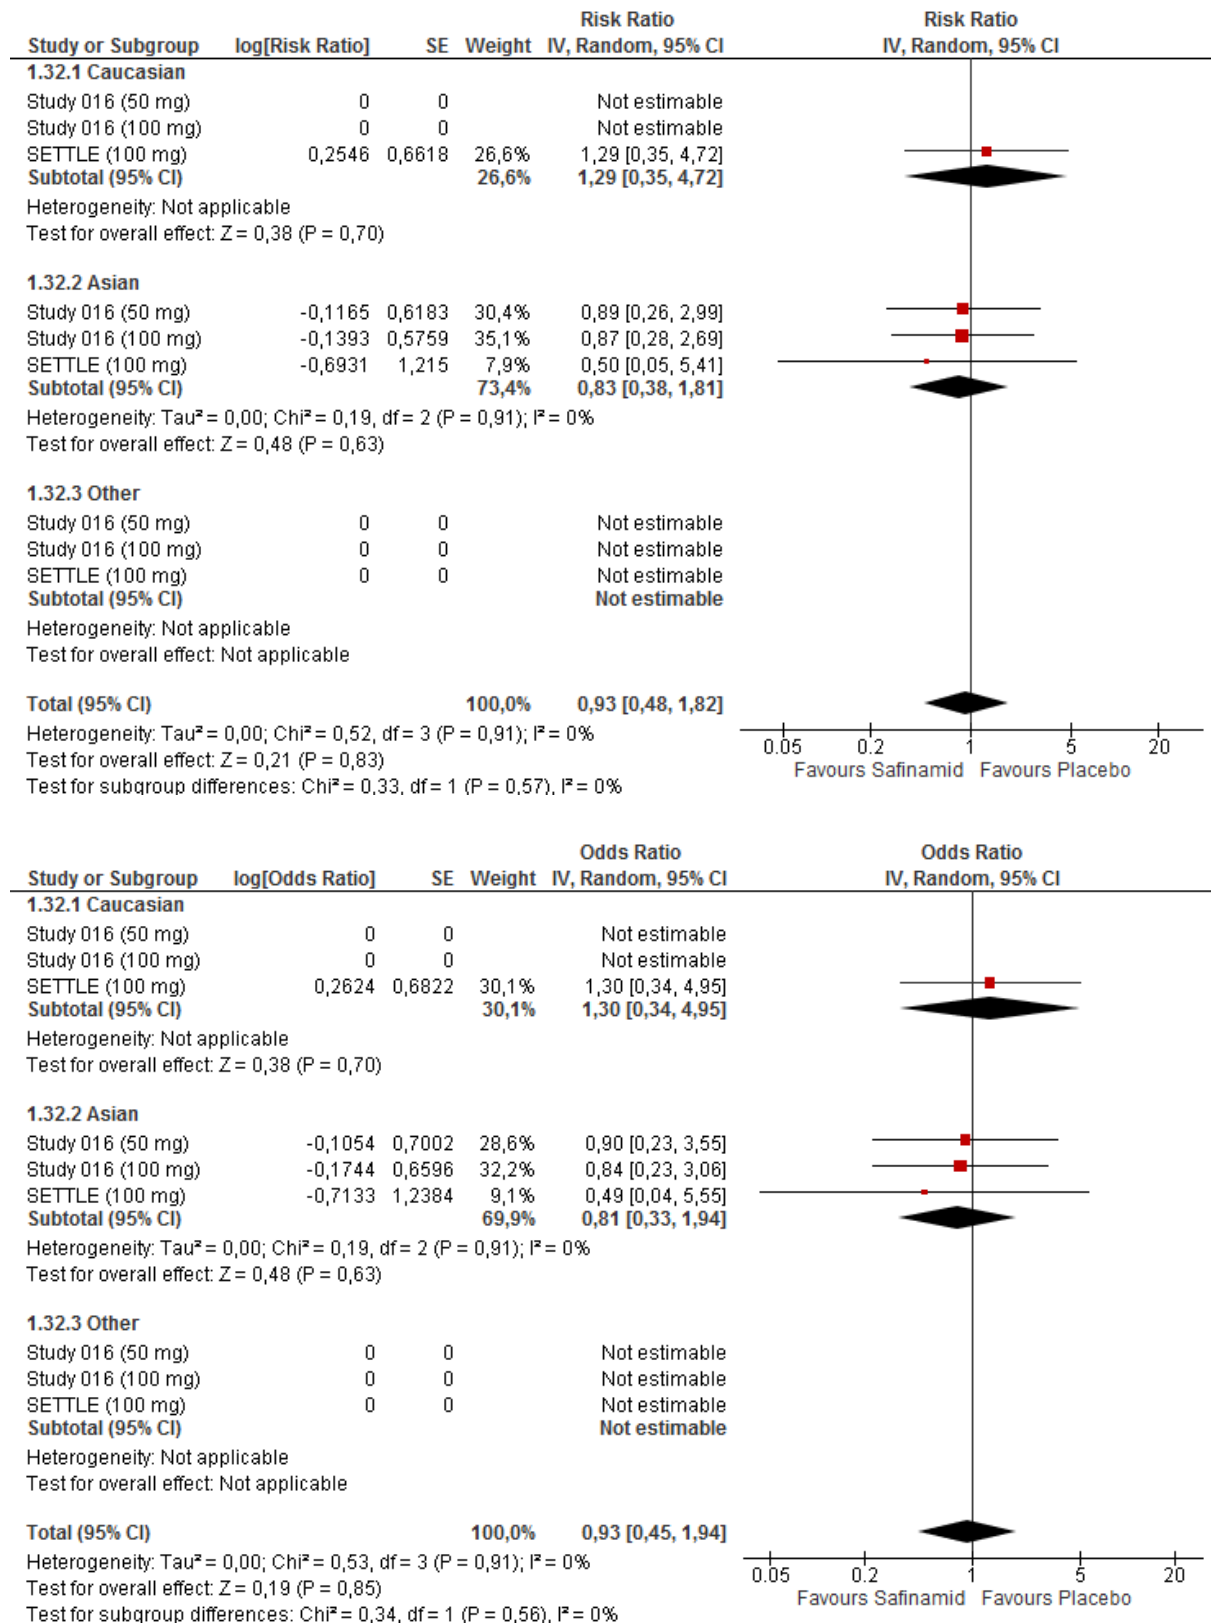 Risk Ratio Risk Ratio
Study or Subgroup log[Risk Ratio] SE Weight IV, Random, 95% CI IV, Random, 95% CI
1.32.1 Caucasian
Study 016 (50 mg) 0 0 Not estimable
Study 016 (100 mg) 0 0 Not estimable
SETTLE (100 mg) 0,2546 0,6618 26,6% 1,29 [0,35, 4,72]
Subtotal (95% CI) 26,6% 1,29 [0,35, 4,72]
Heterogeneity: Not applicable
Test for overall effect: Z = 0,38 (P = 0,70)
1.32.2 Asian
Study 016 (50 mg) -0,1165 0,6183 30,4% 0,89 [0,26, 2,99]
Study 016 (100 mg) -0,1393 0,5759 35,1% 0,87 [0,28, 2,69]
SETTLE (100 mg) -0,6931 1,215 7,9% 0,50 [0,05, 5,41]
Subtotal (95% CI) 73,4% 0,83 [0,38, 1,81]
Heterogeneity: Tau² = 0,00; Chi² = 0,19, df = 2 (P = 0,91); I² = 0%
Test for overall effect: Z = 0,48 (P = 0,63)
1.32.3 Other
Study 016 (50 mg) 0 0 Not estimable
Study 016 (100 mg) 0 0 Not estimable
SETTLE (100 mg) 0 0 Not estimable
Subtotal (95% CI) Not estimable
Heterogeneity: Not applicable
Test for overall effect: Not applicable
Total (95% CI) 100,0% 0,93 [0,48, 1,82]
Heterogeneity: Tau² = 0,00; Chi² = 0,52, df = 3 (P = 0,91); I² = 0%
Test for overall effect: Z = 0,21 (P = 0,83)
Test for subgroup differences: Chi² = 0,33, df = 1 (P = 0,57), I² = 0%
0.05 0.2 1 5 20
Favours Safinamid Favours Placebo
Odds Ratio Odds Ratio
Study or Subgroup log[Odds Ratio] SE Weight IV, Random, 95% CI IV, Random, 95% CI
1.32.1 Caucasian
Study 016 (50 mg) 0 0 Not estimable
Study 016 (100 mg) 0 0 Not estimable
SETTLE (100 mg) 0,2624 0,6822 30,1% 1,30 [0,34, 4,95]
Subtotal (95% CI) 30,1% 1,30 [0,34, 4,95]
Heterogeneity: Not applicable
Test for overall effect: Z = 0,38 (P = 0,70)
1.32.2 Asian
Study 016 (50 mg) -0,1054 0,7002 28,6% 0,90 [0,23, 3,55]
Study 016 (100 mg) -0,1744 0,6596 32,2% 0,84 [0,23, 3,06]
SETTLE (100 mg) -0,7133 1,2384 9,1% 0,49 [0,04, 5,55]
Subtotal (95% CI) 69,9% 0,81 [0,33, 1,94]
Heterogeneity: Tau² = 0,00; Chi² = 0,19, df = 2 (P = 0,91); I² = 0%
Test for overall effect: Z = 0,48 (P = 0,63)
1.32.3 Other
Study 016 (50 mg) 0 0 Not estimable
Study 016 (100 mg) 0 0 Not estimable
SETTLE (100 mg) 0 0 Not estimable
Subtotal (95% CI) Not estimable
Heterogeneity: Not applicable
Test for overall effect: Not applicable
Total (95% CI) 100,0% 0,93 [0,45, 1,94]
Heterogeneity: Tau² = 0,00; Chi² = 0,53, df = 3 (P = 0,91); I² = 0%
Test for overall effect: Z = 0,19 (P = 0,85)
Test for subgroup differences: Chi² = 0,34, df = 1 (P = 0,56), I² = 0%
0.05 0.2 1 5 20
Favours Safinamid Favours Placebo